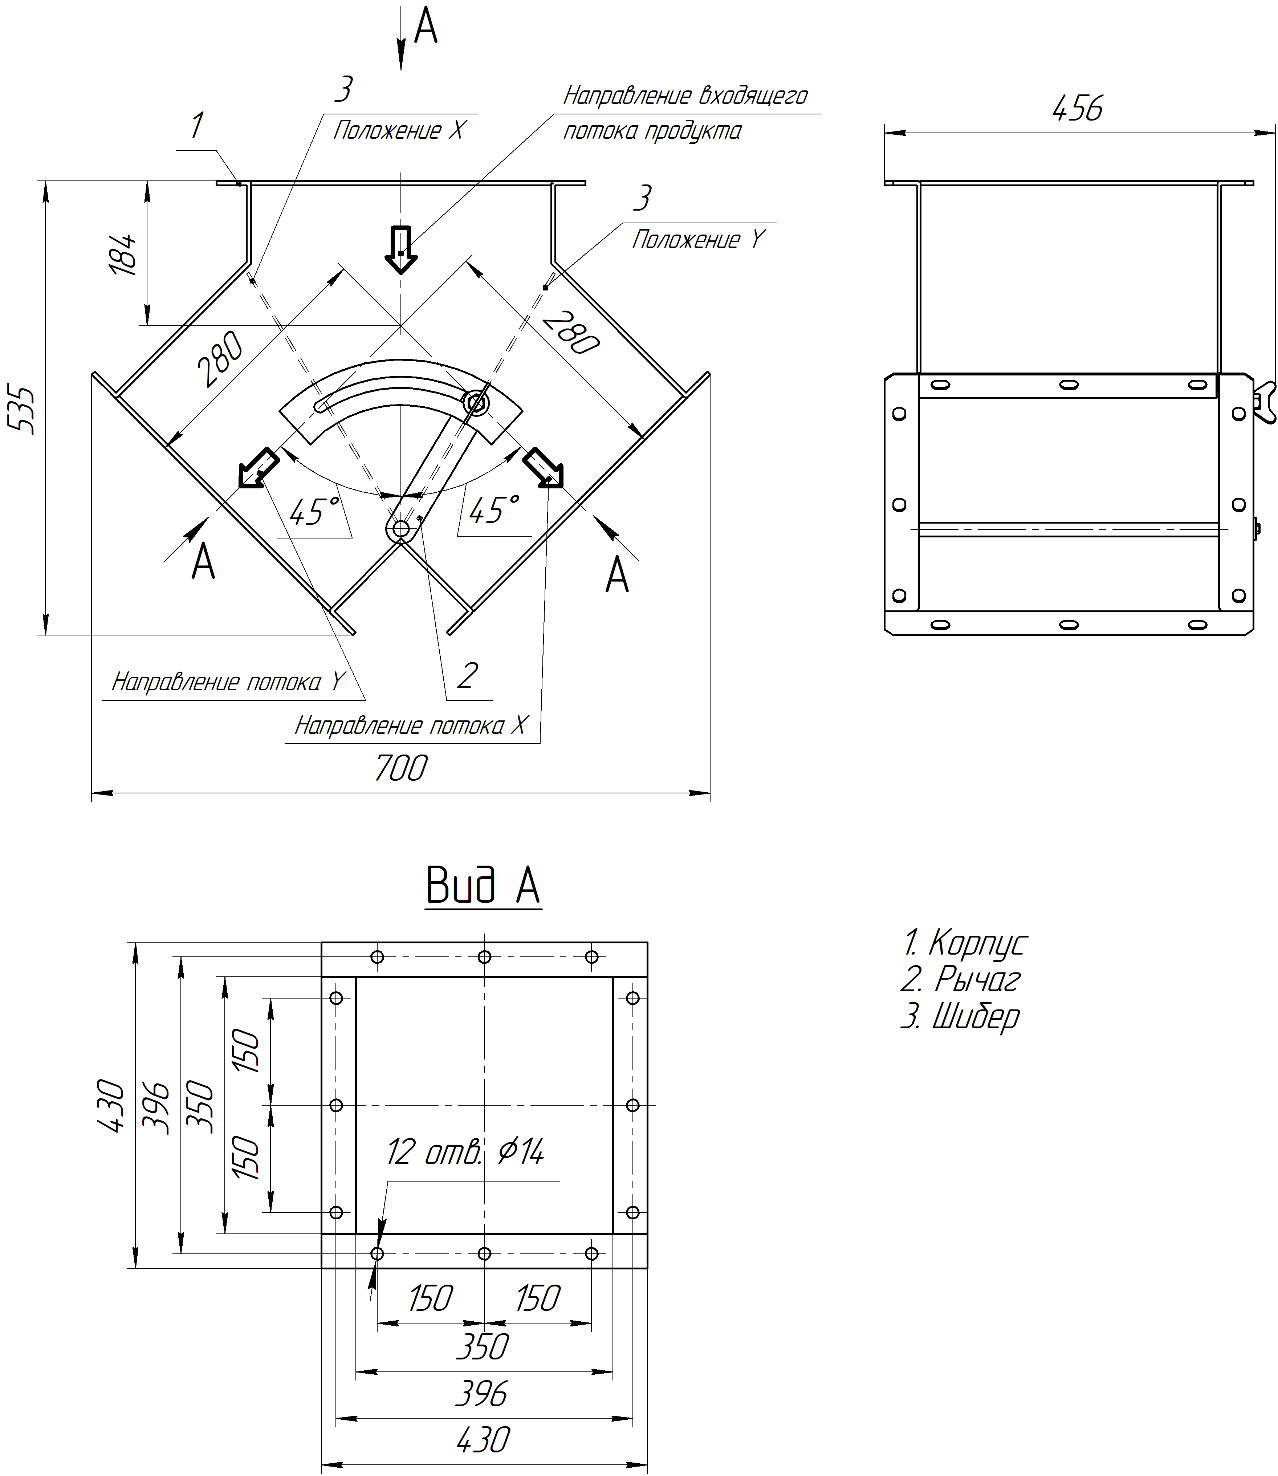 А
3
Положение X
1
Направление входящего
потока продукта
456
3
Положение Y
184
280
280
535
45°
45°
А
А
2
Направление потока Y
Направление потока X
700
Вид А
1. Корпус
2. Рычаг
3. Шибер
430
396
350
150
150
12 отв. ⌀14
150
150
350
396
430